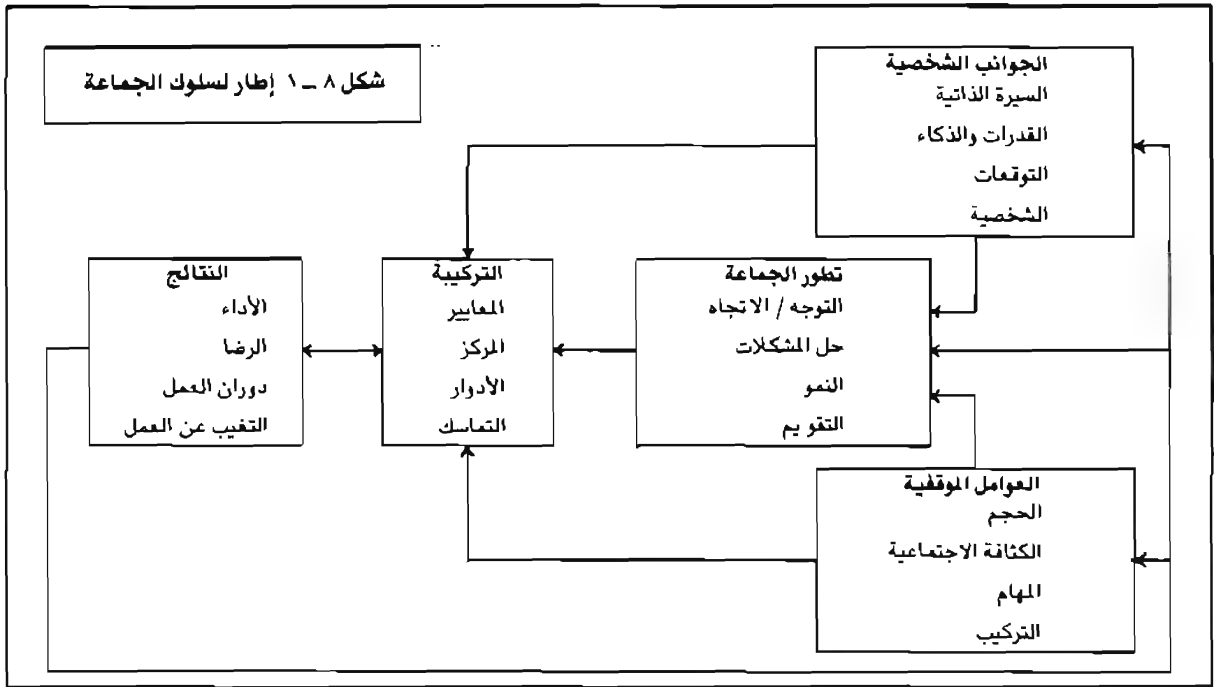 شكل ٨ – ١ إطار لسلوك الجماعة
الجوانب الشخصية
السيرة الذاتية
القدرات والذكاء
التوقعات
الشخصية
تطور الجماعة
التوجه / الاتجاه
حل المشكلات
النمو
التقويم
التركيبة
المعايير
المركز
الأدوار
التماسك
النتائج
الأداء
الرضا
دوران العمل
التغيب عن العمل
العوامل الموقفية
الحجم
الكثافة الاجتماعية
المهام
التركيب